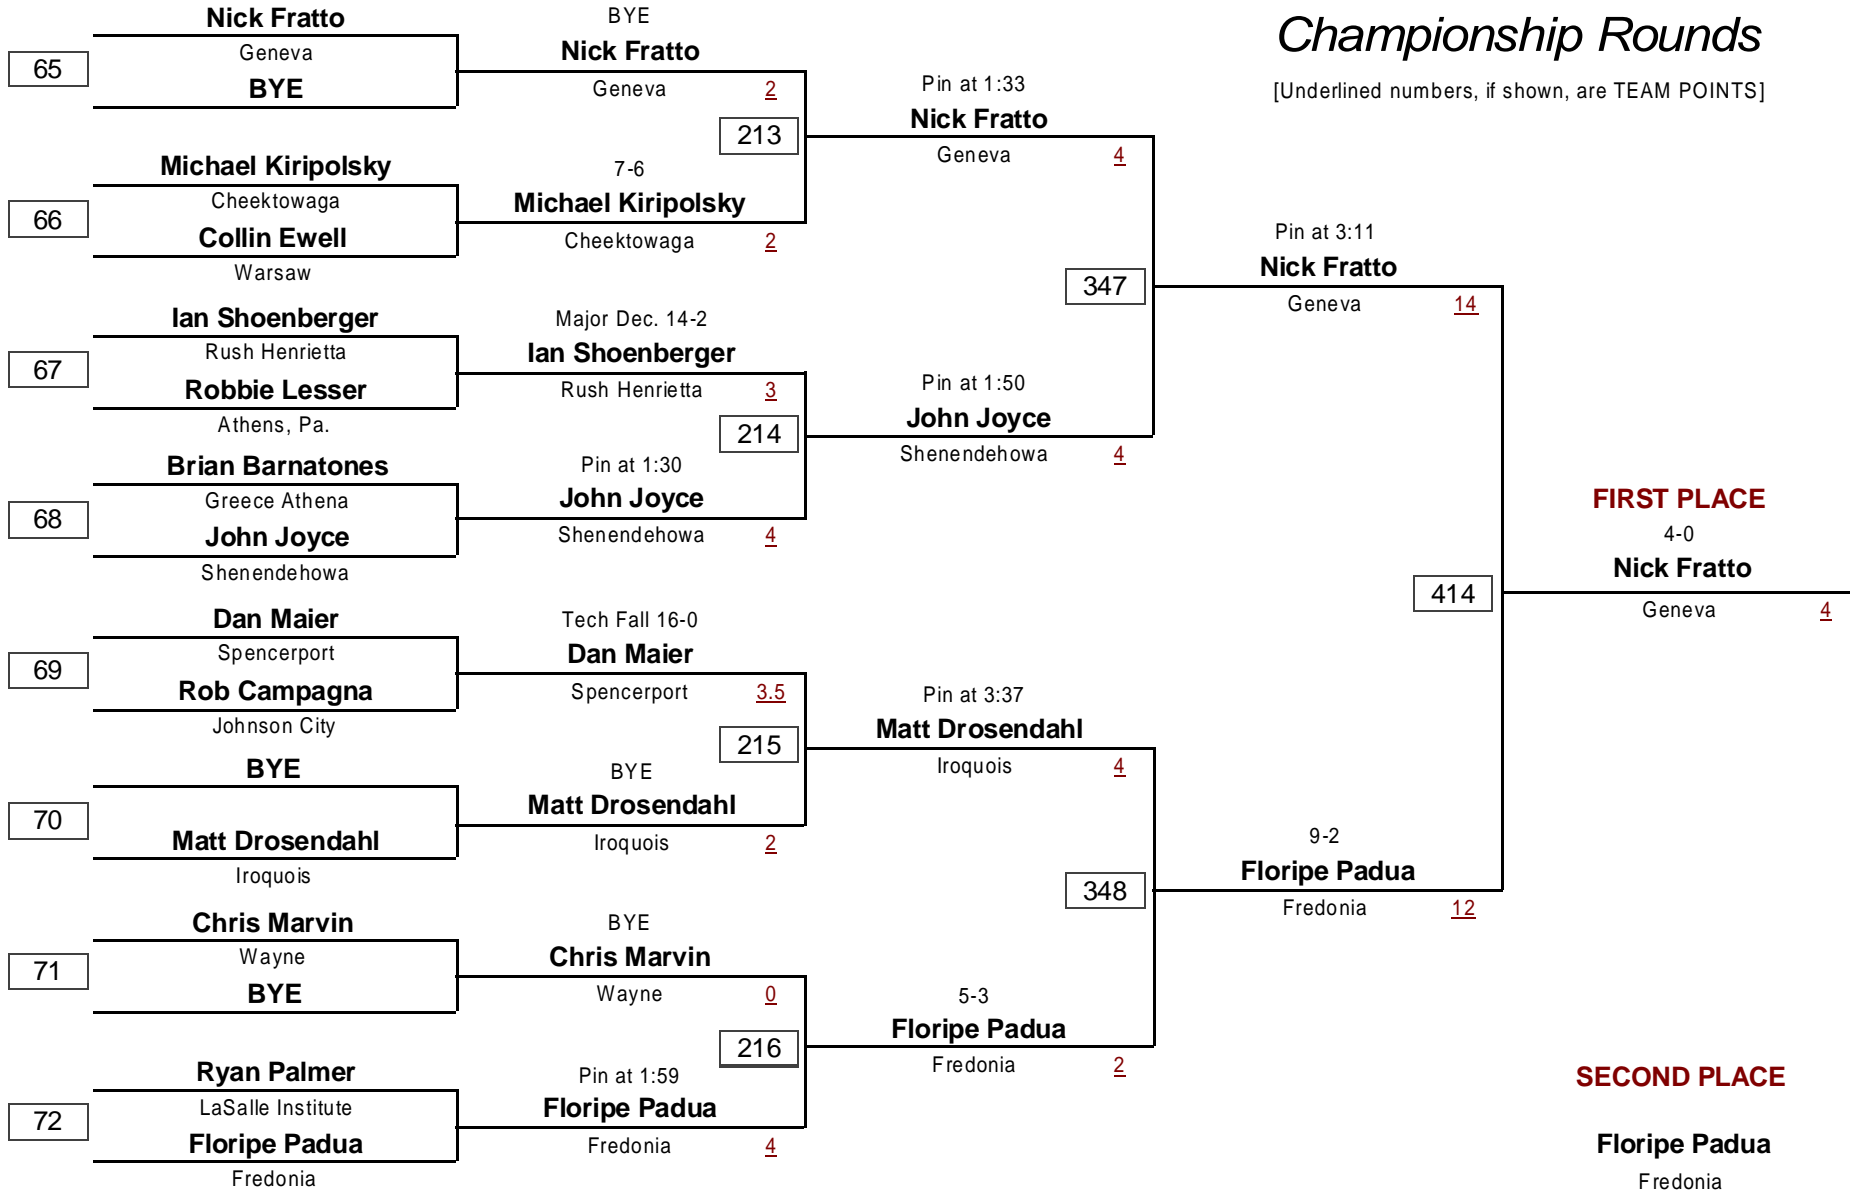 Championship Rounds
[Underlined numbers, if shown, are TEAM POINTS]
Nick Fratto
Geneva
65
BYE
Michael Kiripolsky
Cheektowaga
66
Collin Ewell
Warsaw
Ian Shoenberger
Rush Henrietta
67
Robbie Lesser
Athens, Pa.
Brian Barnatones
Greece Athena
68
John Joyce
Shenendehowa
Dan Maier
Spencerport
69
Rob Campagna
Johnson City
BYE
70
Matt Drosendahl
Iroquois
Chris Marvin
Wayne
71
BYE
Ryan Palmer
LaSalle Institute
72
Floripe Padua
Fredonia
BYE
Nick Fratto
Geneva 2
213
7-6
Michael Kiripolsky
Cheektowaga 2
Major Dec. 14-2
Ian Shoenberger
Rush Henrietta 3
214
Pin at 1:30
John Joyce
Shenendehowa 4
Tech Fall 16-0
Dan Maier
Spencerport 3.5
215
BYE
Matt Drosendahl
Iroquois 2
BYE
Chris Marvin
Wayne 0
216
Pin at 1:59
Floripe Padua
Fredonia 4
Pin at 1:33
Nick Fratto
Geneva 4
347
Pin at 1:50
John Joyce
Shenendehowa 4
Pin at 3:37
Matt Drosendahl
Iroquois 4
348
5-3
Floripe Padua
Fredonia 2
Pin at 3:11
Nick Fratto
Geneva 14
414
9-2
Floripe Padua
Fredonia 12
FIRST PLACE
4-0
Nick Fratto
Geneva 4
SECOND PLACE
Floripe Padua
Fredonia